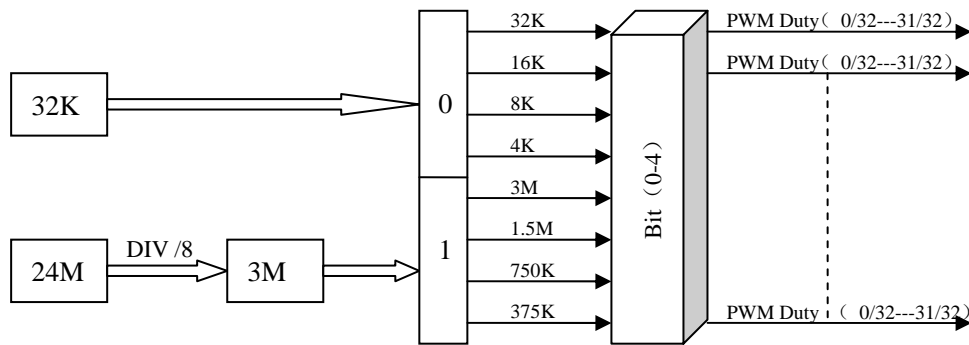 32K
PWM Duty（ 0/32---31/32）
16K
PWM Duty（ 0/32---31/32）
32K
0
8K
4K
Bit（0-4）
3M
24M
DIV /8
3M
1
1.5M
750K
375K
PWM Duty （ 0/32---31/32）